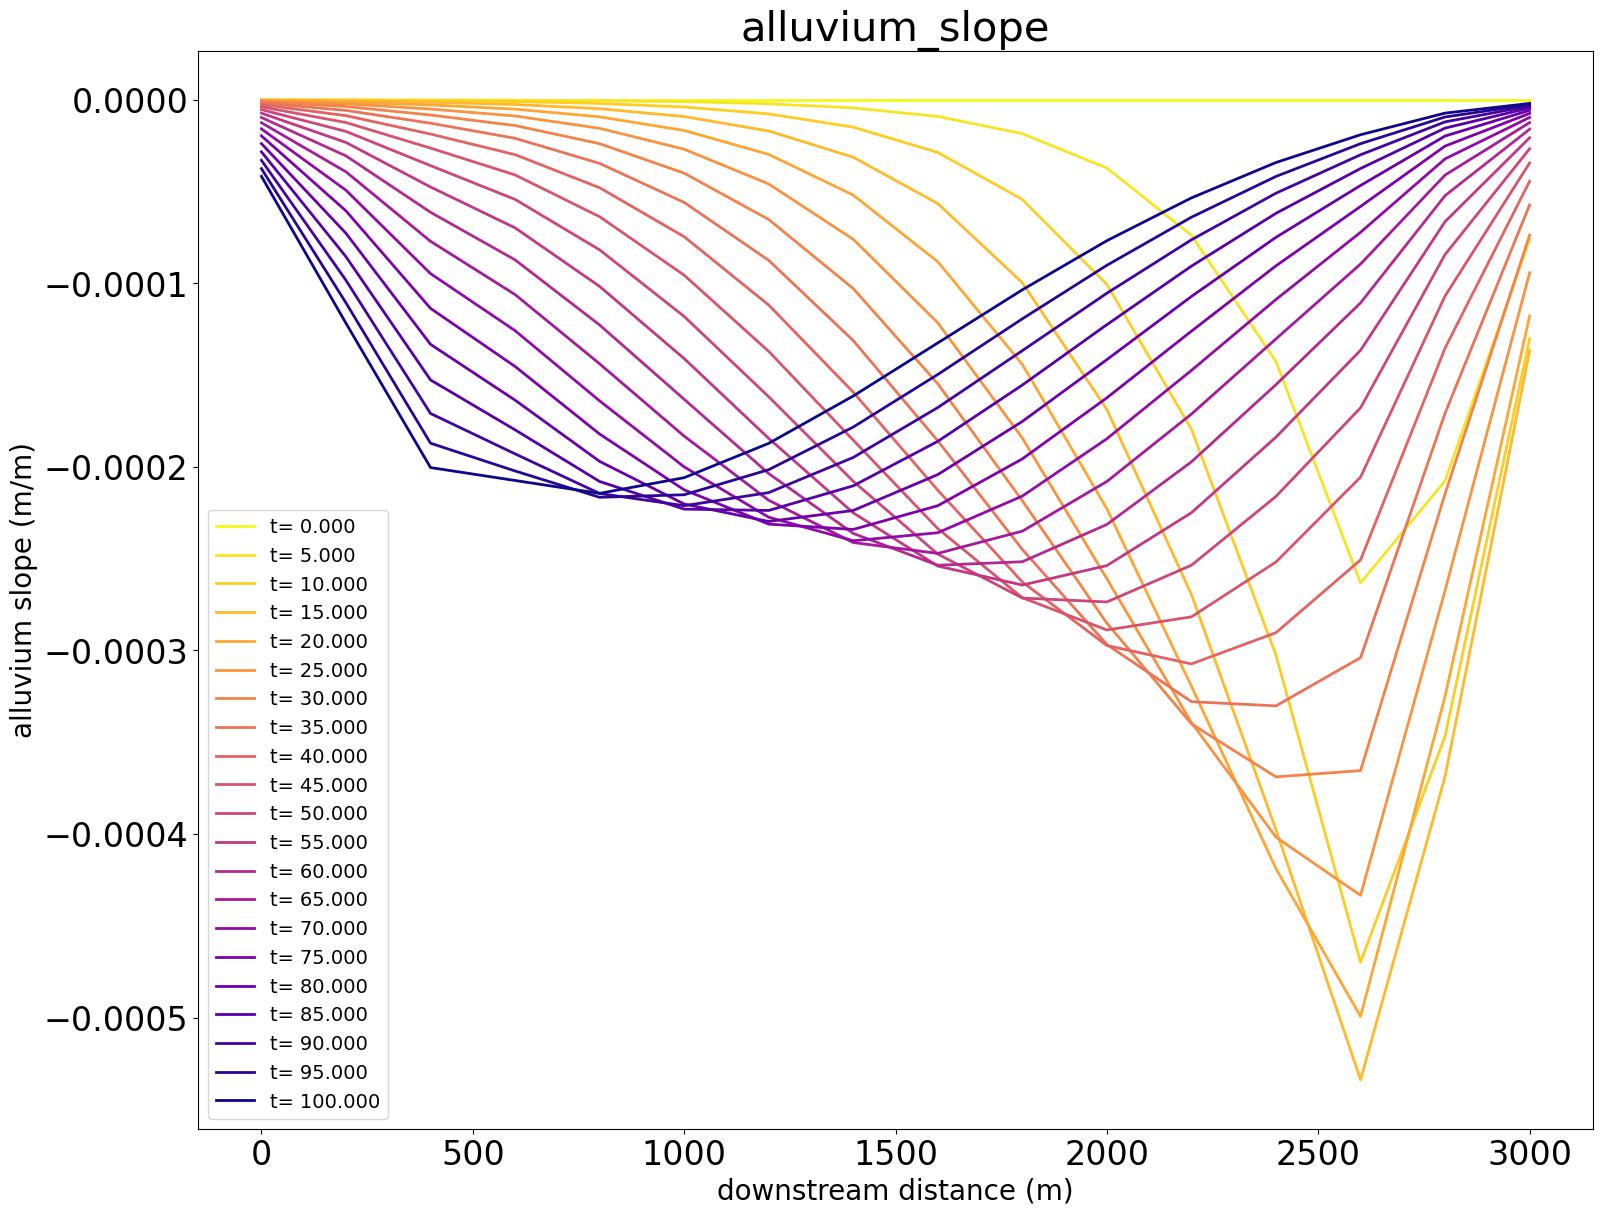 alluvium_slope
0.0000
−0.0001
−0.0002
−0.0003
−0.0004
−0.0005
alluvium slope (m/m)
t= 0.000
t= 5.000
t= 10.000
t= 15.000
t= 20.000
t= 25.000
t= 30.000
t= 35.000
t= 40.000
t= 45.000
t= 50.000
t= 55.000
t= 60.000
t= 65.000
t= 70.000
t= 75.000
t= 80.000
t= 85.000
t= 90.000
t= 95.000
t= 100.000
0 500 1000 1500 2000 2500 3000
downstream distance (m)